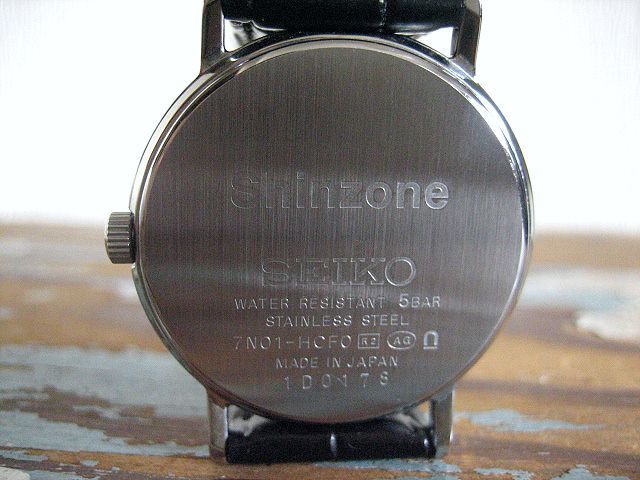 Shinzone
SEIKO
WATER RESISTANT 5BAR
STAINLESS STEEL
7N01-HCF0 R2 AG Ω
MADE IN JAPAN
1D0178